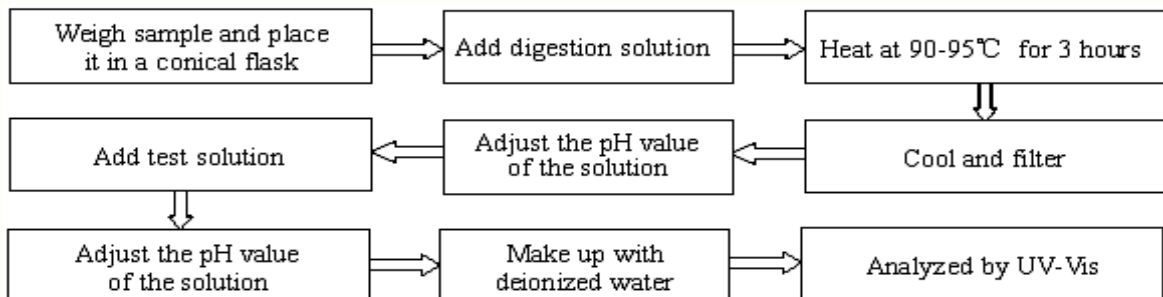 Weigh sample and place
it in a conical flask
Add digestion solution
Heat at 90-95℃ for 3 hours
Cool and filter
Adjust the pH value
of the solution
Add test solution
Adjust the pH value
of the solution
Make up with
deionized water
Analyzed by UV-Vis